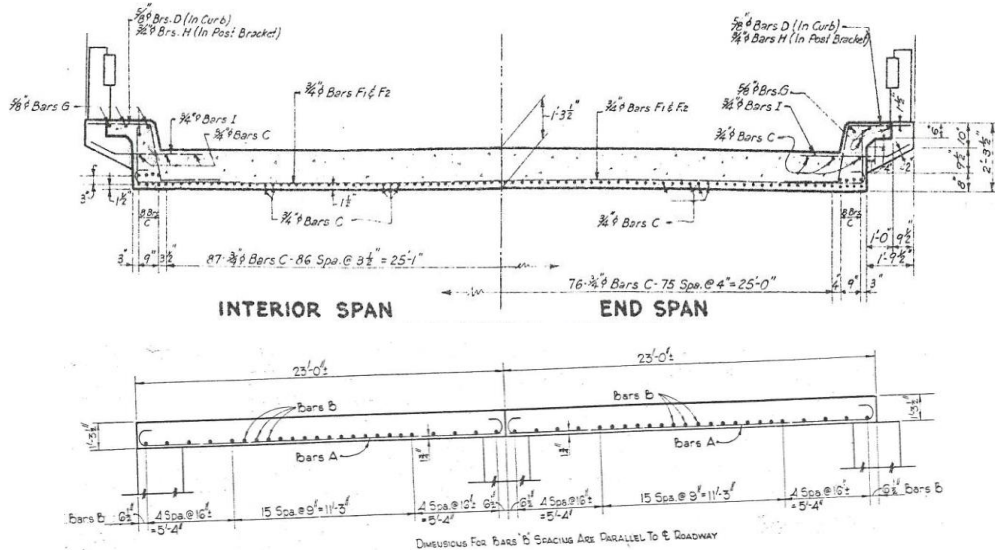 5/8"φ Brs. D (In Curb)
3/4"φ Brs. H (In Post Bracket)
5/8"φ Bars D (In Curb)
3/4"φ Bars H (In Post Bracket)
5/8"φ Bars G
3/4"φ Bars F1 & F2
1'-3 1/2"
3/4"φ Bars F1 & F2
5/8"φ Brs. G
3/4"φ Bars I
3/4"φ Bars C
3/4"φ Bars I
3/4"φ Bars C
1 1/2"
6"
10"
9 1/2"
8"
2'-3 1/2"
3"
1 1/2"
1 1/2"
8 Brs. C
3/4"φ Bars C
3/4"φ Bars C
8 Brs. C
1'-0"
9 1/2"
1'-9 1/2"
3"
9"
3 1/2"
87-3/4"φ Bars C-86 Spa. @ 3 1/2" = 25'-1"
76-3/4"φ Bars C-75 Spa. @ 4" = 25'-0"
4"
9"
3"
INTERIOR SPAN
END SPAN
23'-0"±
23'-0"±
Bars B
Bars B
1'-3 1/2"
1'-3 1/2"
Bars A
1 1/2"
1 1/2"
Bars A
Bars B
6 1/2"
4 Spa. @ 16"±
=5'-4"
15 Spa. @ 9"=11'-3"
4 Spa. @ 16"±
=5'-4"
6 1/2"
6 1/2"
4 Spa. @ 16"±
=5'-4"
15 Spa. @ 9"=11'-3"
4 Spa. @ 16"±
=5'-4"
6 1/2"
Bars B
DIMENSIONS FOR BARS 'B' SPACING ARE PARALLEL TO ℄ ROADWAY